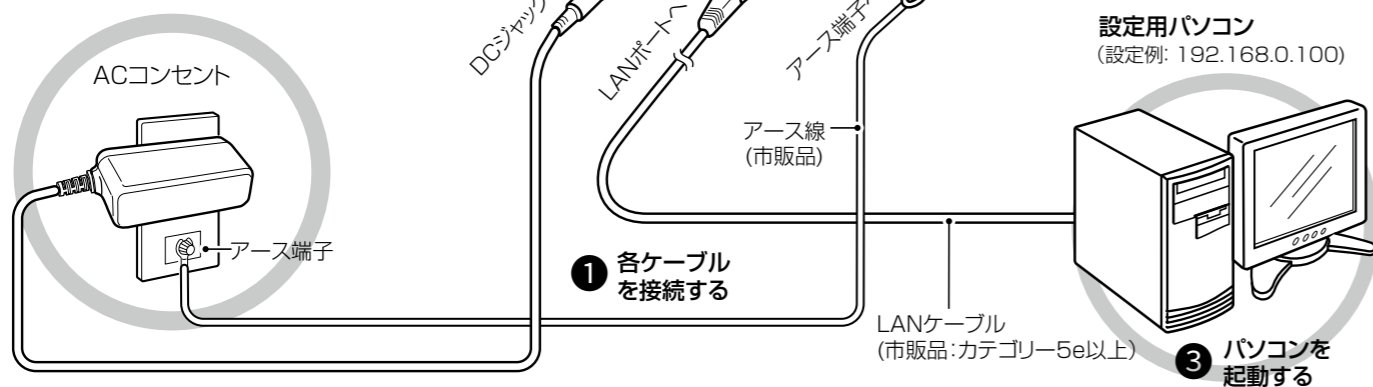 DCジャック
LANポートへ
アース端子へ
設定用パソコン
(設定例: 192.168.0.100)
ACコンセント
アース線
(市販品)
アース端子
❶ 各ケーブル
を接続する
LANケーブル
(市販品:カテゴリー5e以上)
❸ パソコンを
起動する